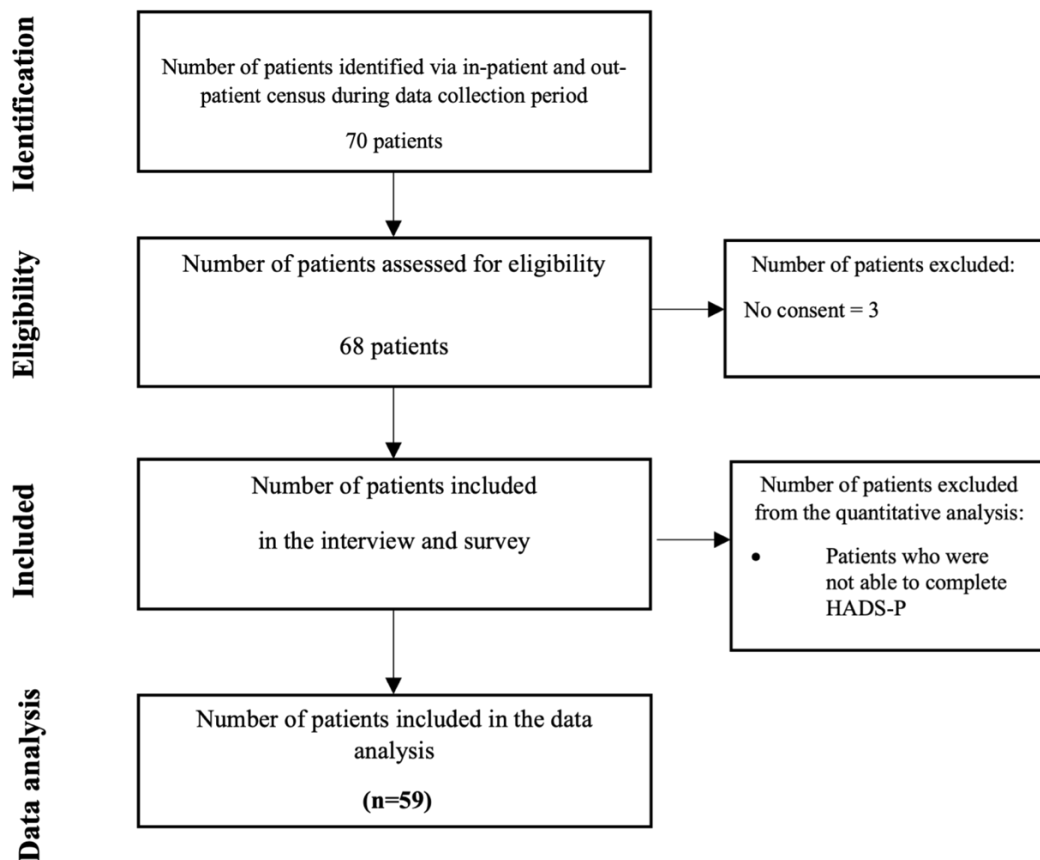 Identification
Number of patients identified via in-patient and out-
patient census during data collection period
70 patients
Eligibility
Number of patients assessed for eligibility
68 patients
Number of patients excluded:
No consent = 3
Included
Number of patients included
in the interview and survey
Number of patients excluded
from the quantitative analysis:
• Patients who were
not able to complete
HADS-P
Data analysis
Number of patients included in the data
analysis
(n=59)